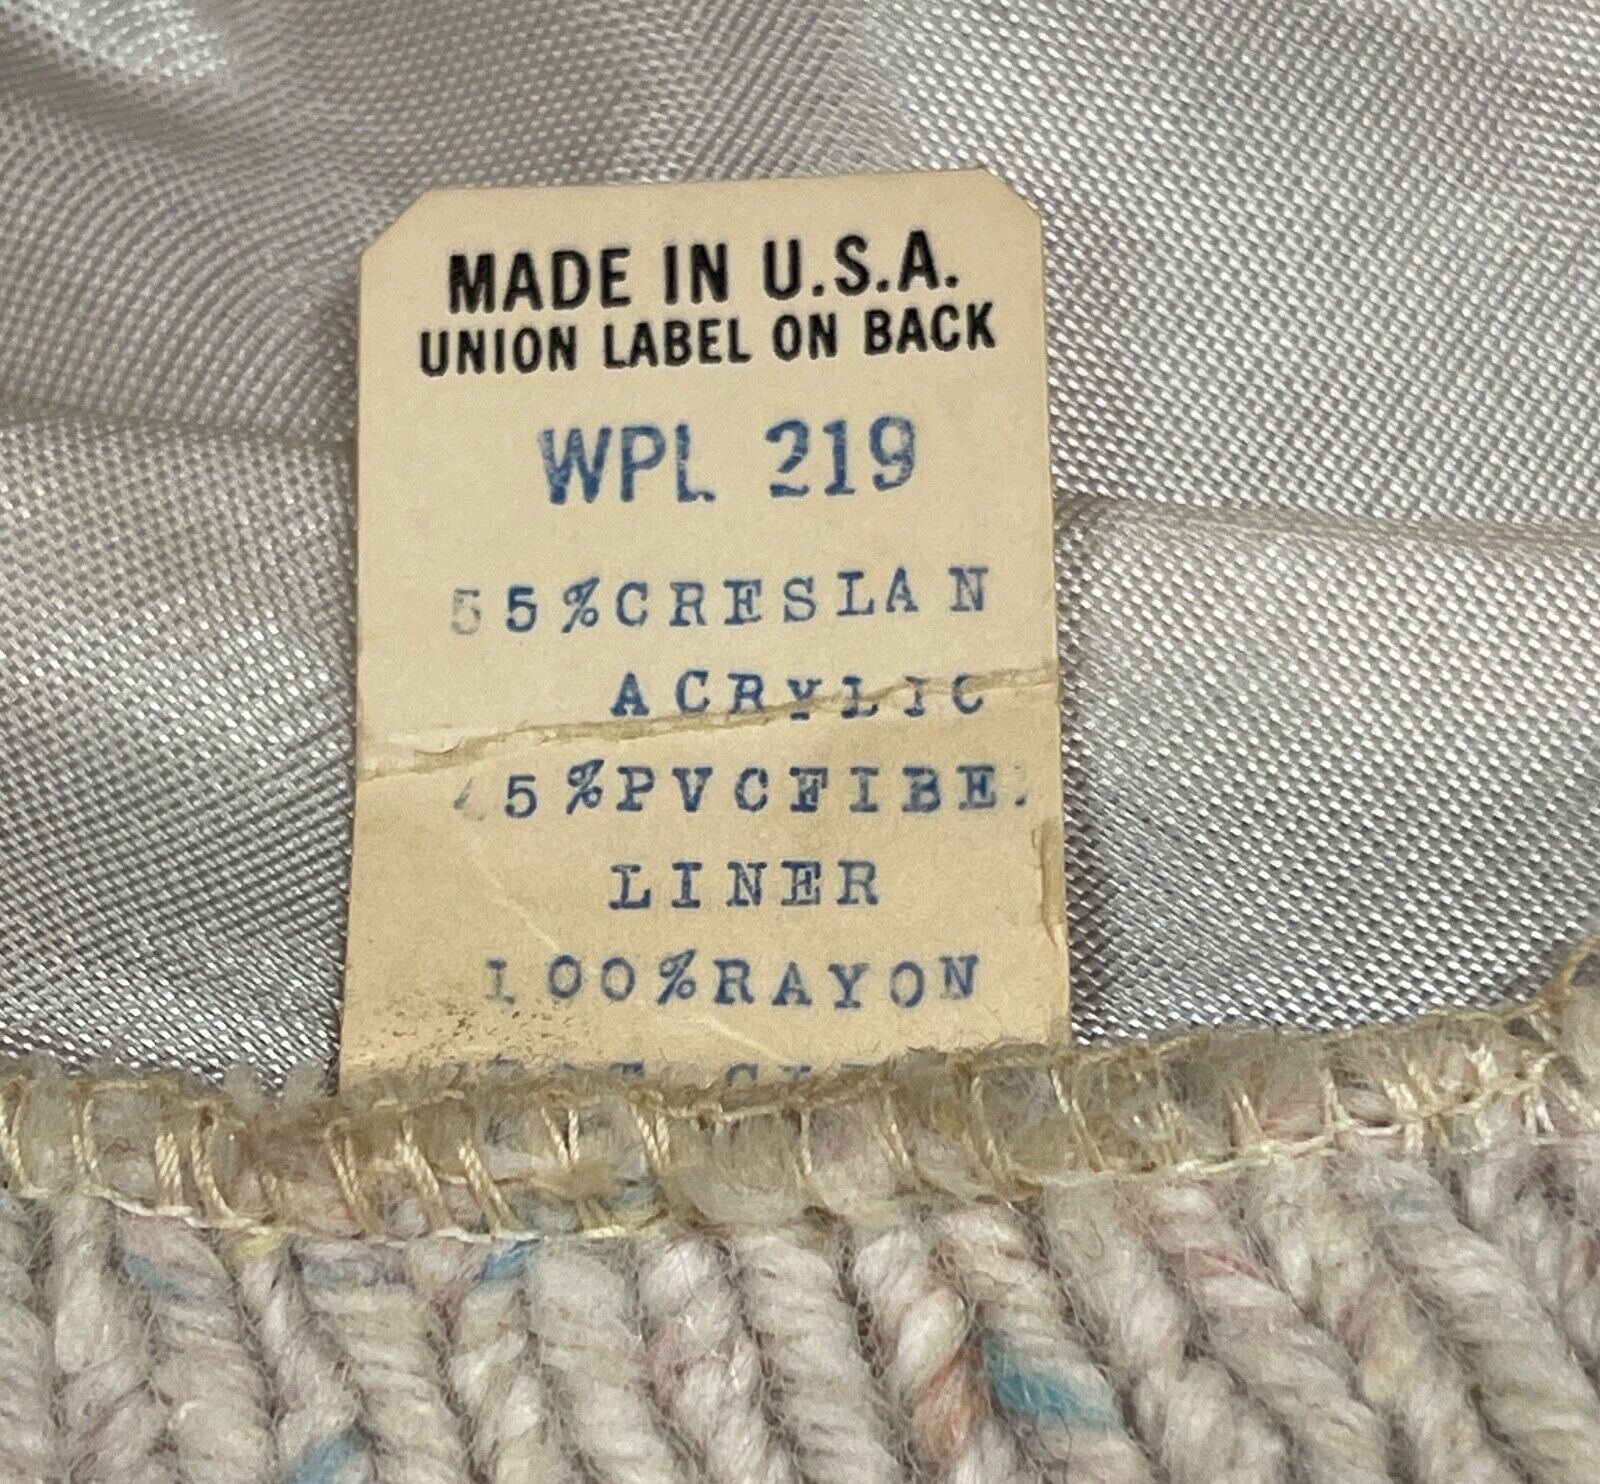 MADE IN U.S.A.
UNION LABEL ON BACK
WPL 219
55%CRESLAN
ACRYLIC
45%PVCFIBE
LINER
100%RAYON